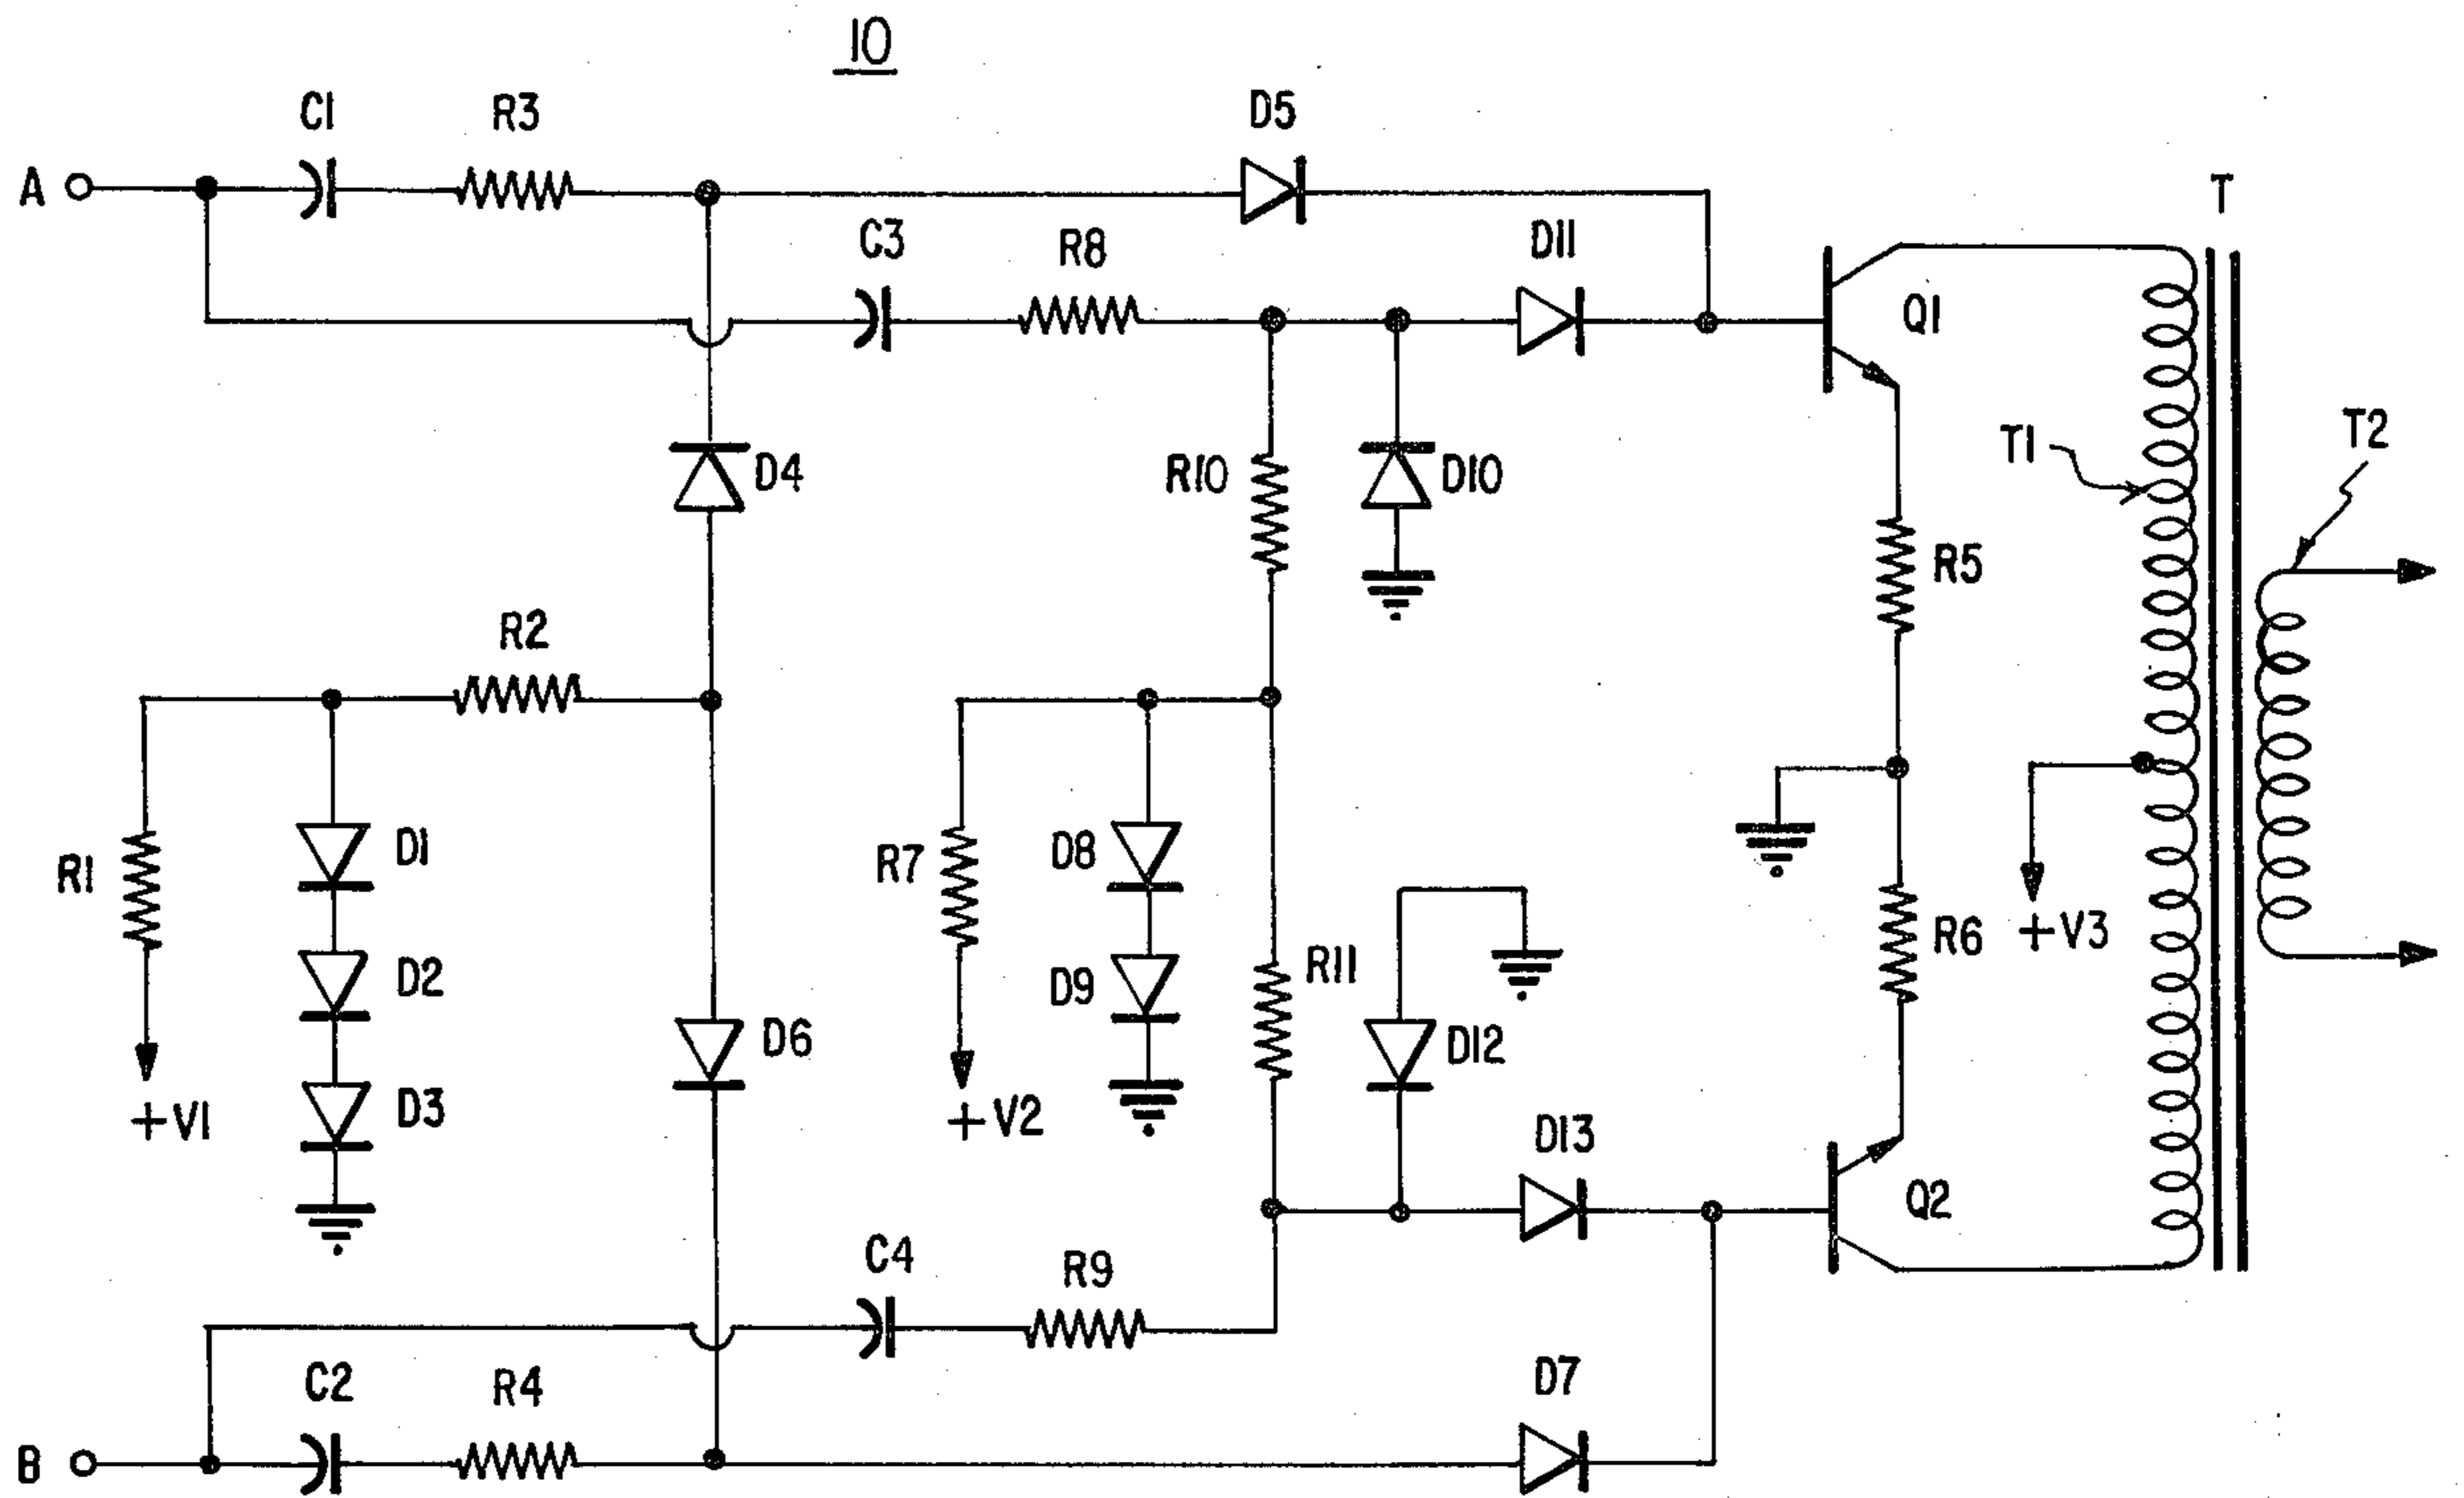 10
A
C1
R3
D5
C3
R8
D11
Q1
T
D4
R10
D10
T1
T2
R2
R5
R1
D1
R7
D8
D2
D9
R11
R6
+V3
D3
D6
D12
+V1
+V2
D13
Q2
C4
R9
C2
R4
D7
B